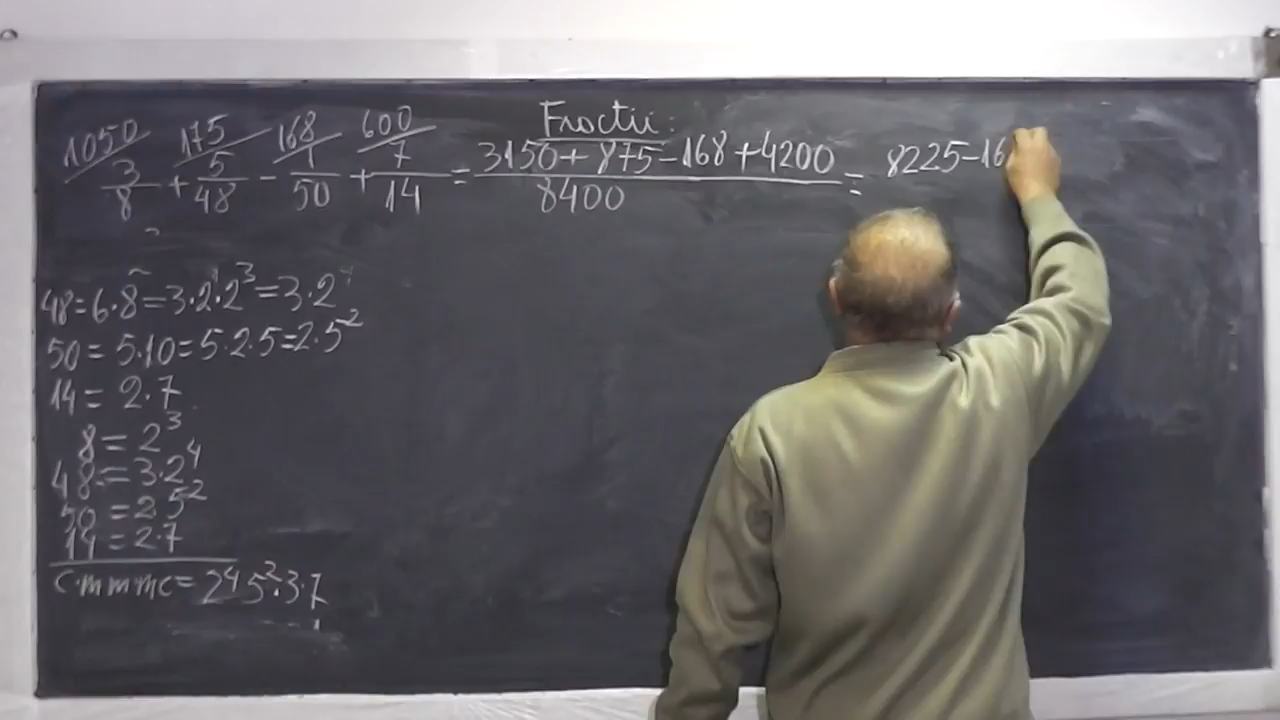 Fractii:
1050 175 168 600
3/8 + 5/48 - 1/50 + 7/14 = 3150+875-168+4200/8400 = 8225-16
48=6·8=3·2·2³=3·2⁴
50=5·10=5·2·5=2·5²
14=2·7
8=2³
48=3·2⁴
50=2 5²
14=2·7
c.m m mc=2⁴5²·3·7